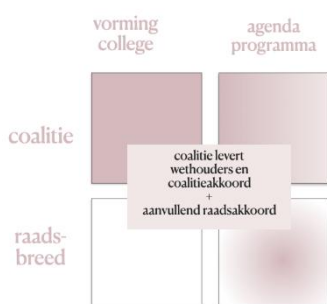 vorming
college
agenda
programma
coalitie
coalitie levert
wethouders en
coalitieakkoord
+
aanvullend raadsakkoord
raads-
breed